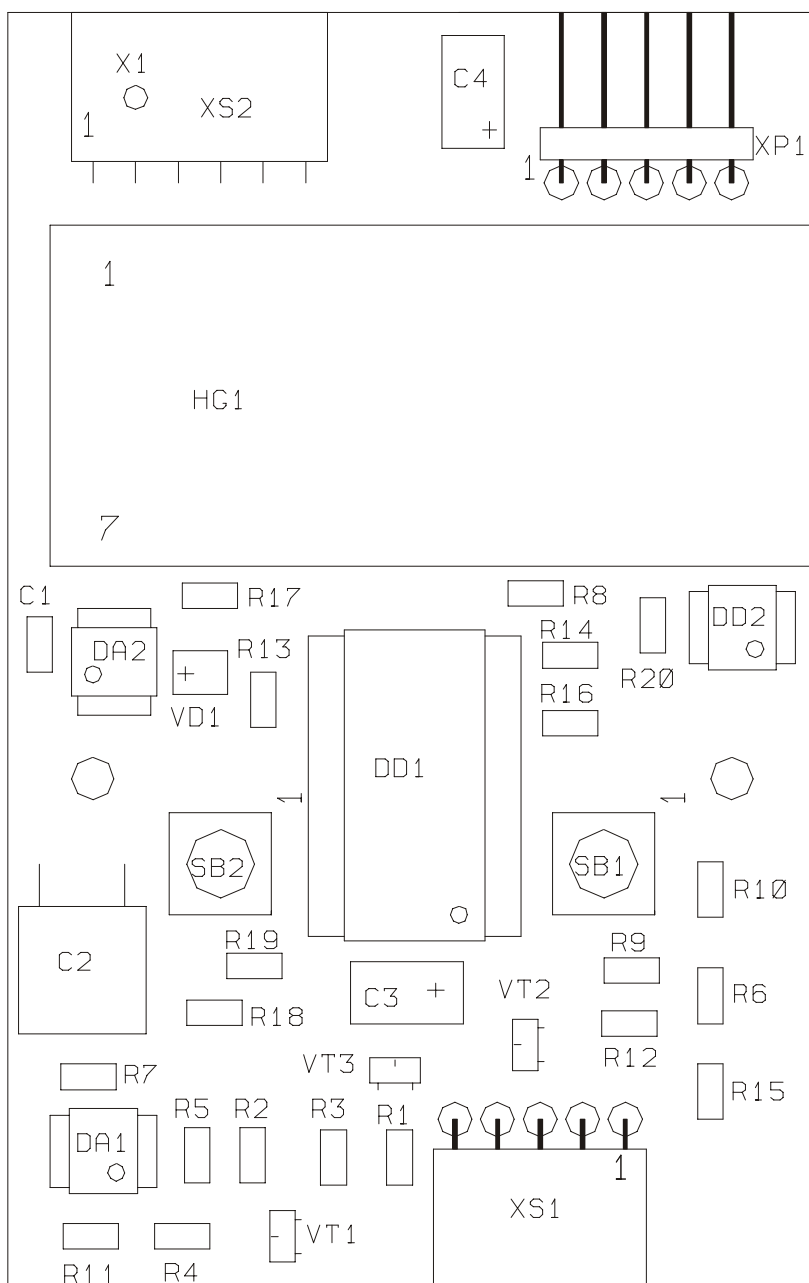 X1
XS2
1
C4
+
XP1
1
1
HG1
7
C1
R17
R8
DD2
DA2
R13
R14
R20
+
VD1
R16
DD1
1
1
SB2
SB1
R10
R19
R9
C2
C3 +
VT2
R6
R18
R12
VT3
R7
R15
R5
R2
R3
R1
DA1
1
XS1
VT1
R11
R4